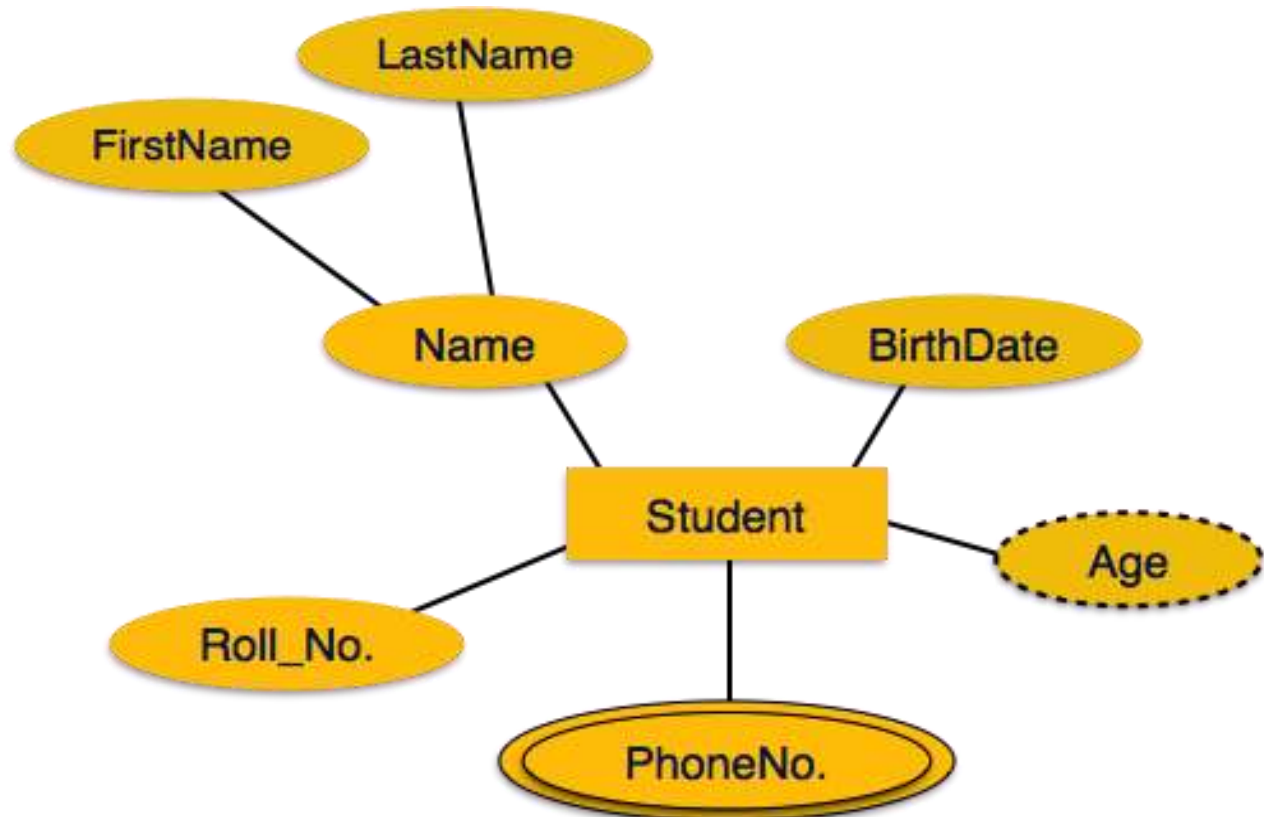 LastName
FirstName
Name
BirthDate
Student
Age
Roll_No.
PhoneNo.